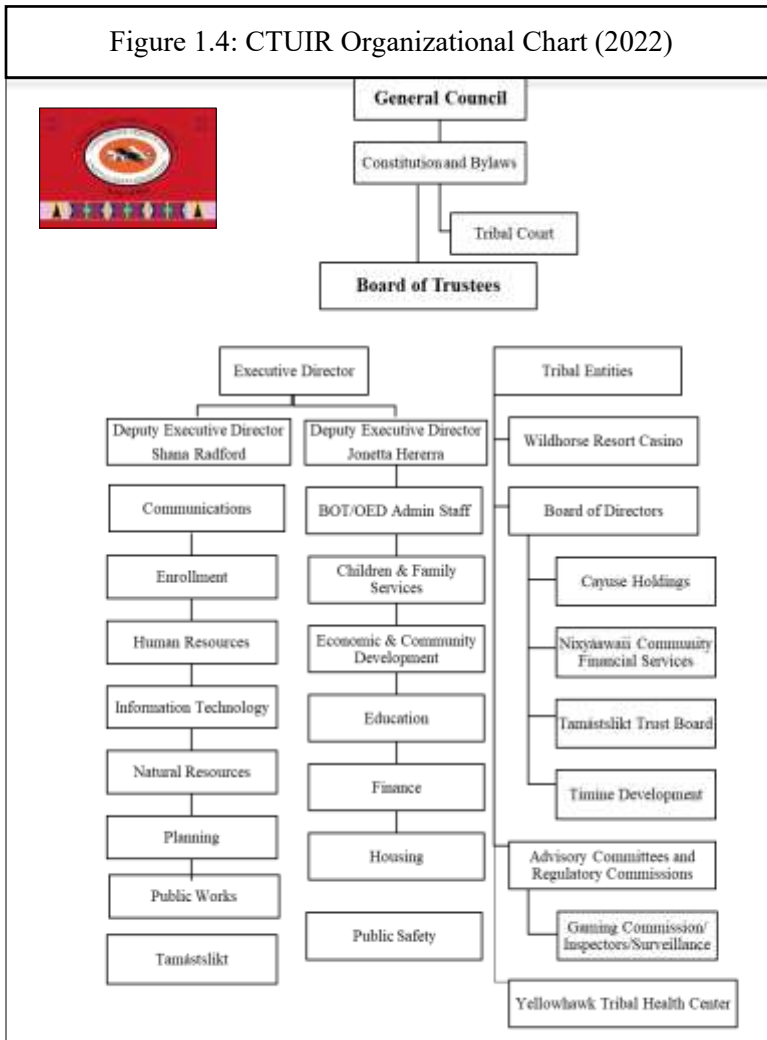 Figure 1.4: CTUIR Organizational Chart (2022)
General Council
Constitution and Bylaws
Tribal Court
Board of Trustees
Executive Director
Deputy Executive Director
Shana Radford
Deputy Executive Director
Jonetta Hererra
Communications
Enrollment
Human Resources
Information Technology
Natural Resources
Planning
Public Works
Tamástslikt
BOT/OED Admin Staff
Children & Family
Services
Economic & Community
Development
Education
Finance
Housing
Public Safety
Tribal Entities
Wildhorse Resort Casino
Board of Directors
Cayuse Holdings
Nixyáawaii Community
Financial Services
Tamástslikt Trust Board
Timine Development
Advisory Committees and
Regulatory Commissions
Gaming Commission/
Inspectors/Surveillance
Yellowhawk Tribal Health Center